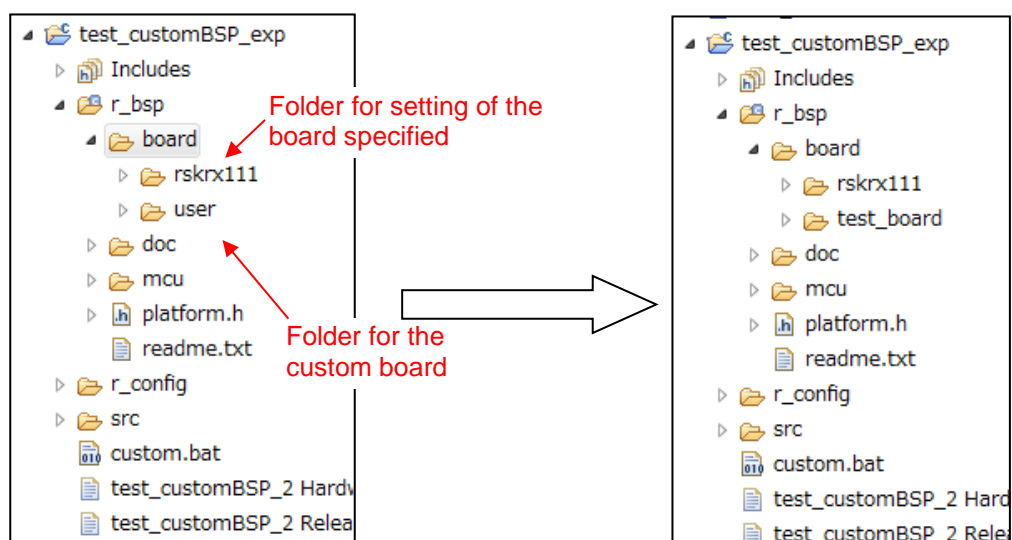 test_customBSP_exp
Includes
r_bsp
Folder for setting of the
board specified
board
rskrx111
user
doc
mcu
platform.h
Folder for the
custom board
readme.txt
r_config
src
custom.bat
test_customBSP_2 Hardw
test_customBSP_2 Relea
test_customBSP_exp
Includes
r_bsp
board
rskrx111
test_board
doc
mcu
platform.h
readme.txt
r_config
src
custom.bat
test_customBSP_2 Hard
test_customBSP_2 Relea